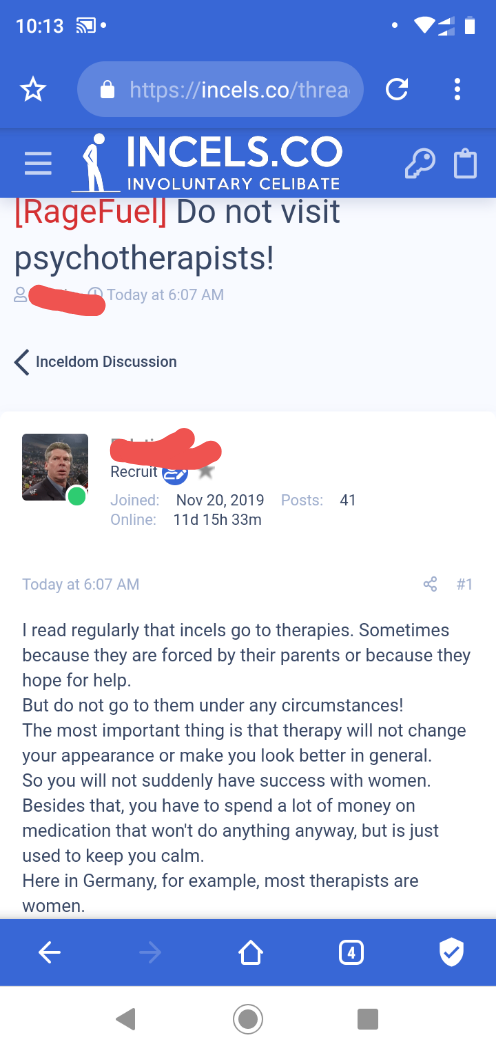 10:13
https://incels.co/threa
INCELS.CO
INVOLUNTARY CELIBATE
[RageFuel] Do not visit
psychotherapists!
Today at 6:07 AM
Inceldom Discussion
Recruit
Joined: Nov 20, 2019 Posts: 41
Online: 11d 15h 33m
Today at 6:07 AM #1
I read regularly that incels go to therapies. Sometimes
because they are forced by their parents or because they
hope for help.
But do not go to them under any circumstances!
The most important thing is that therapy will not change
your appearance or make you look better in general.
So you will not suddenly have success with women.
Besides that, you have to spend a lot of money on
medication that won't do anything anyway, but is just
used to keep you calm.
Here in Germany, for example, most therapists are
women.
4